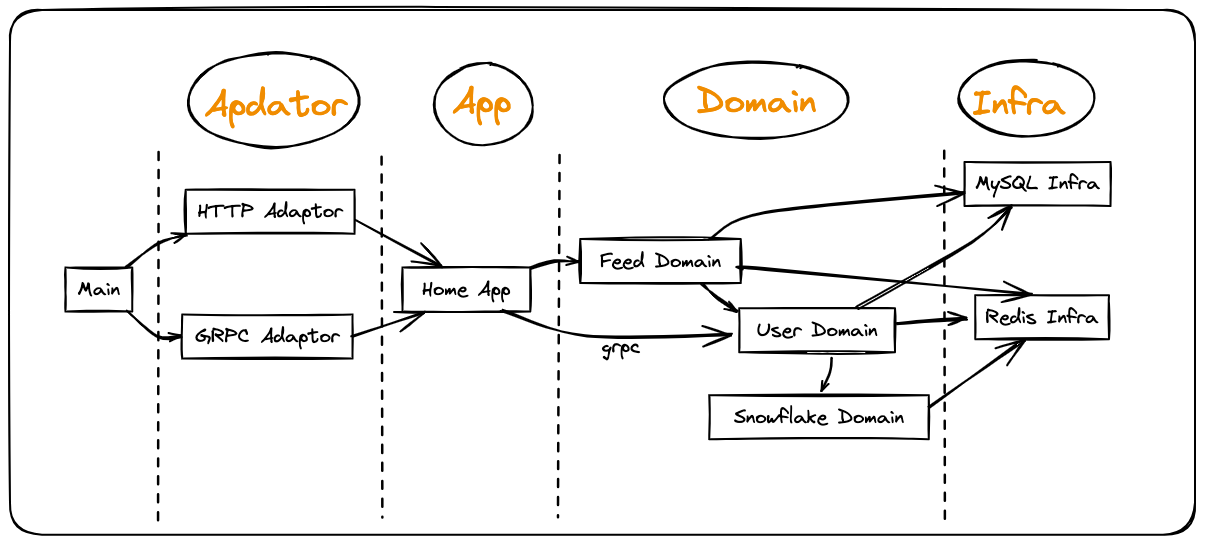 Apdator
App
Domain
Infra
MySQL Infra
HTTP Adaptor
Feed Domain
Main
Home App
Redis Infra
GRPC Adaptor
User Domain
grpc
Snowflake Domain